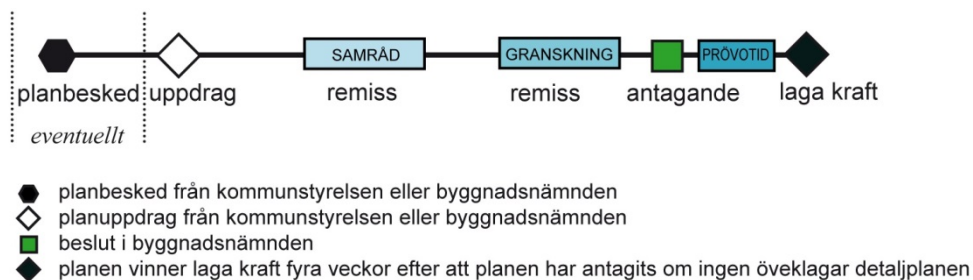 SAMRÅD GRANSKNING PRÖVOTID
planbesked uppdrag remiss remiss antagande laga kraft
eventuellt
planbesked från kommunstyrelsen eller byggnadsnämnden
planuppdrag från kommunstyrelsen eller byggnadsnämnden
beslut i byggnadsnämnden
planen vinner laga kraft fyra veckor efter att planen har antagits om ingen öveklagar detaljplanen